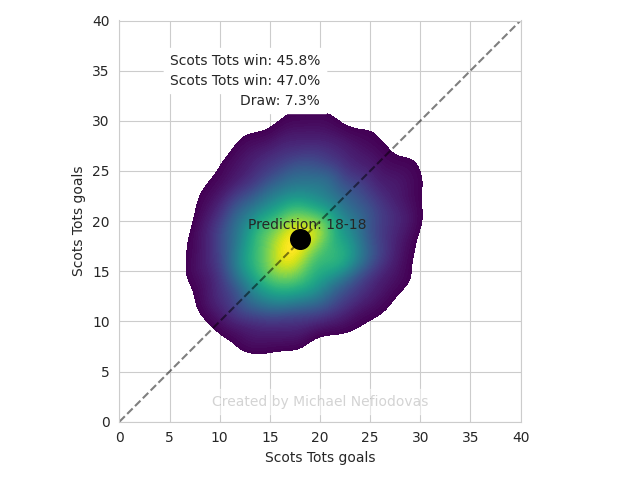 40
35
30
25
20
15
10
5
0
Scots Tots goals
Scots Tots win: 45.8%
Scots Tots win: 47.0%
Draw: 7.3%
Prediction: 18-18
Created by Michael Nefiodovas
0 5 10 15 20 25 30 35 40
Scots Tots goals